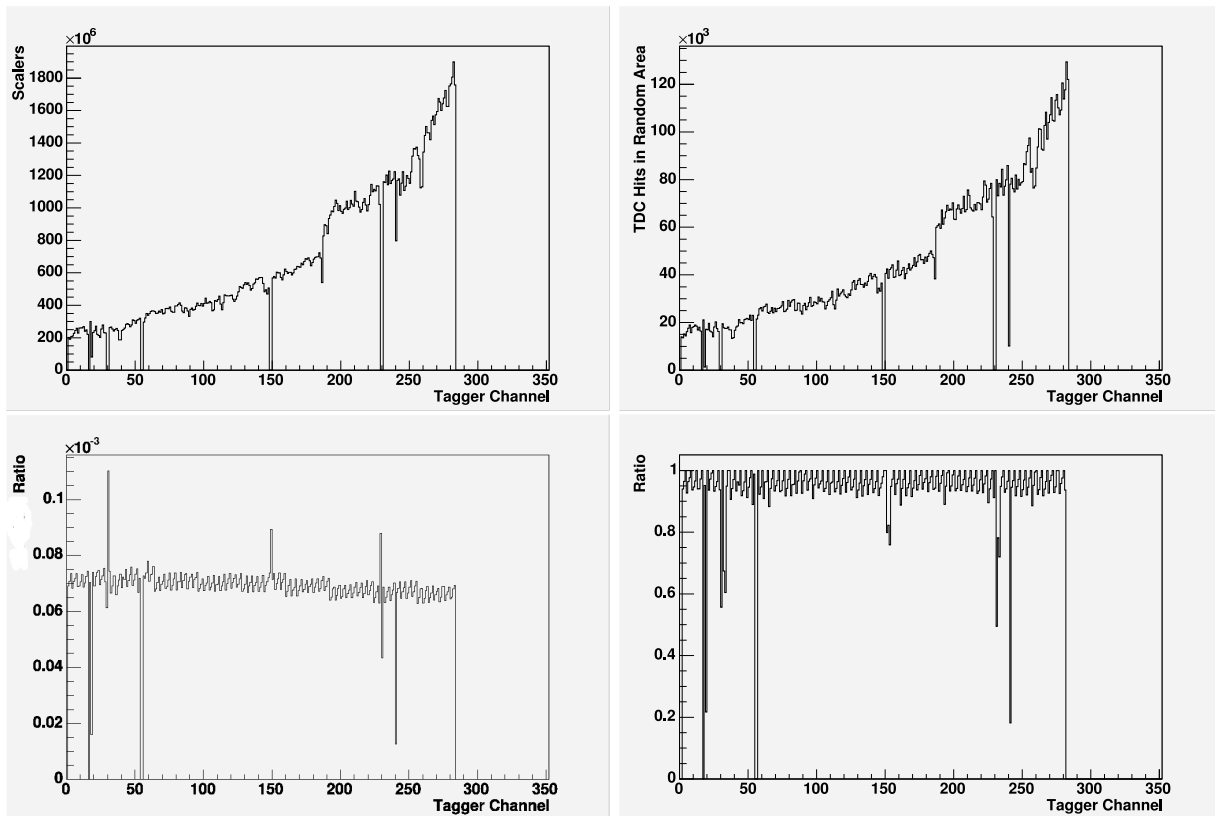 ×10⁶
Scalers
1800
1600
1400
1200
1000
800
600
400
200
0
0 50 100 150 200 250 300 350
Tagger Channel
×10³
TDC Hits in Random Area
120
100
80
60
40
20
0
0 50 100 150 200 250 300 350
Tagger Channel
×10⁻³
Ratio
0.1
0.08
0.06
0.04
0.02
0
0 50 100 150 200 250 300 350
Tagger Channel
Ratio
1
0.8
0.6
0.4
0.2
0
0 50 100 150 200 250 300 350
Tagger Channel